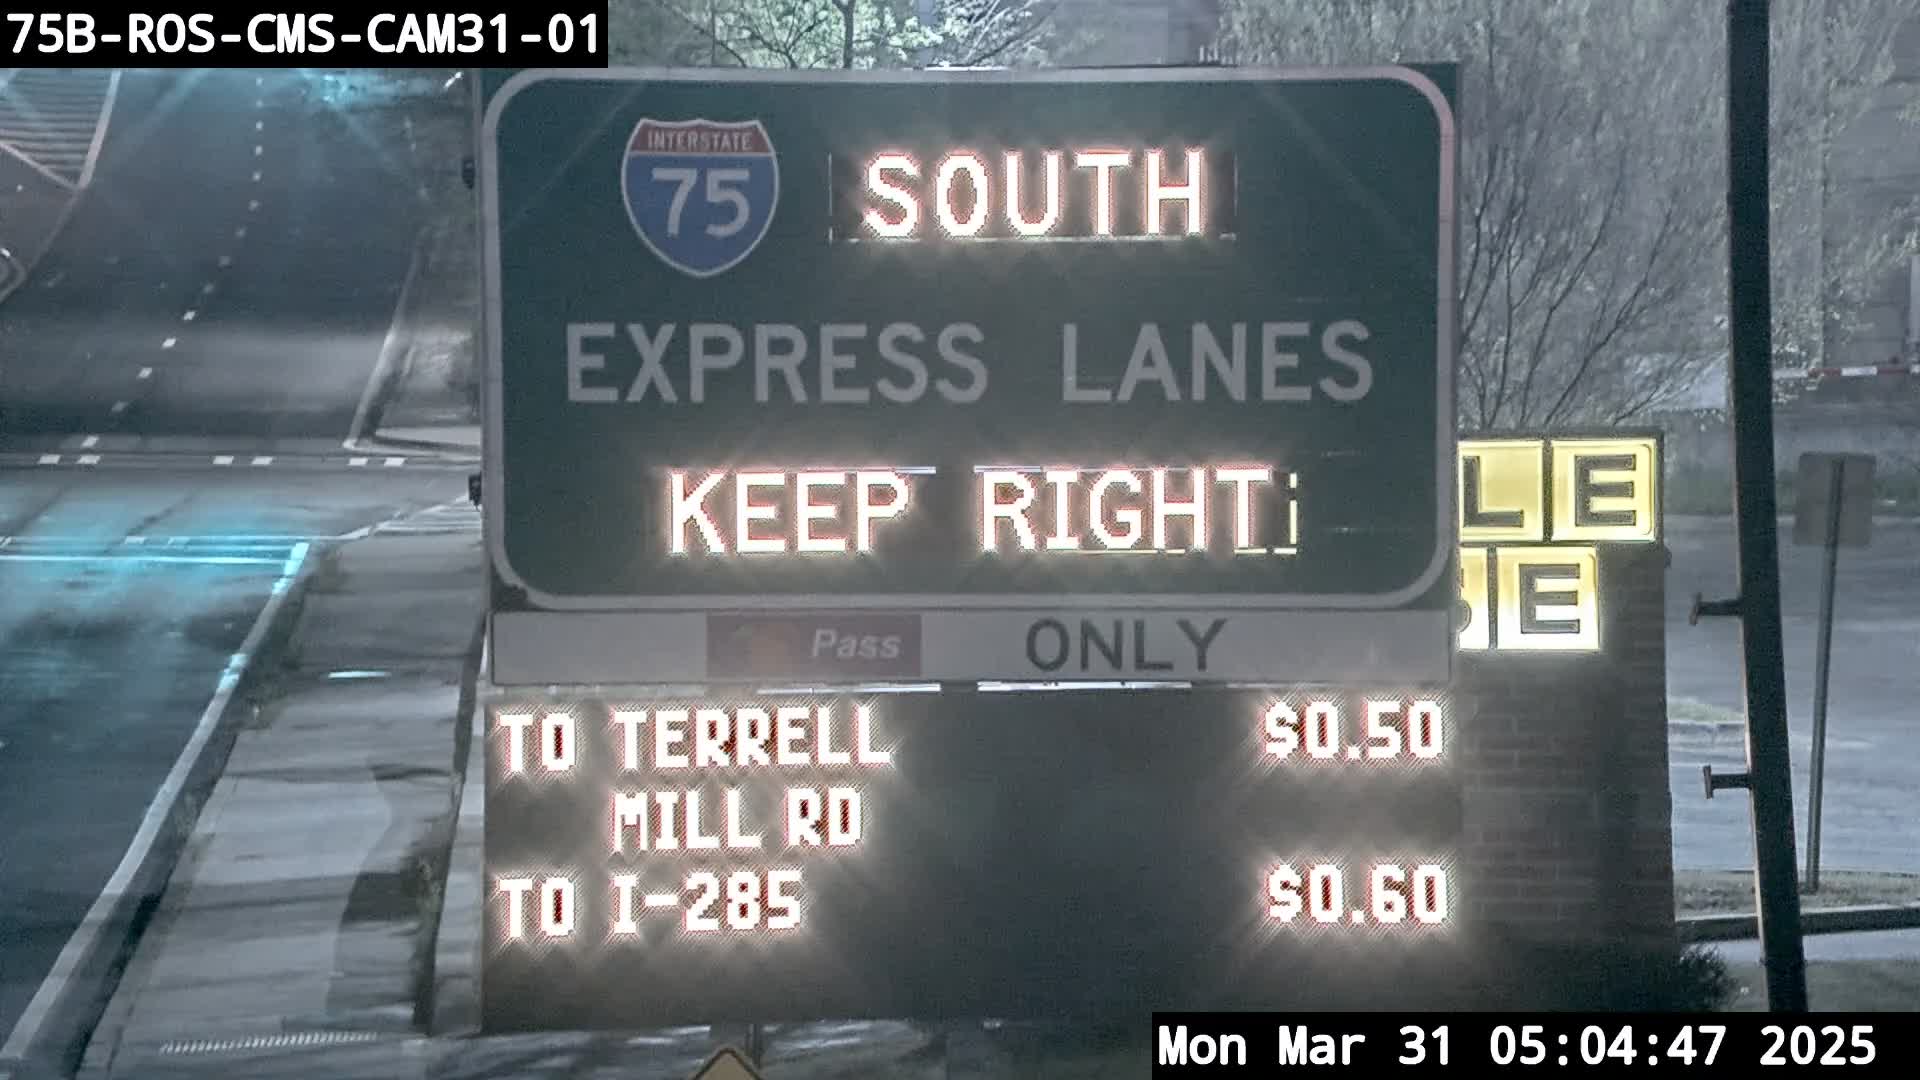 75B-ROS-CMS-CAM31-01
INTERSTATE
75
SOUTH
EXPRESS LANES
KEEP RIGHT
Pass ONLY
LE
E
TO TERRELL $0.50
MILL RD
TO I-285 $0.60
Mon Mar 31 05:04:47 2025